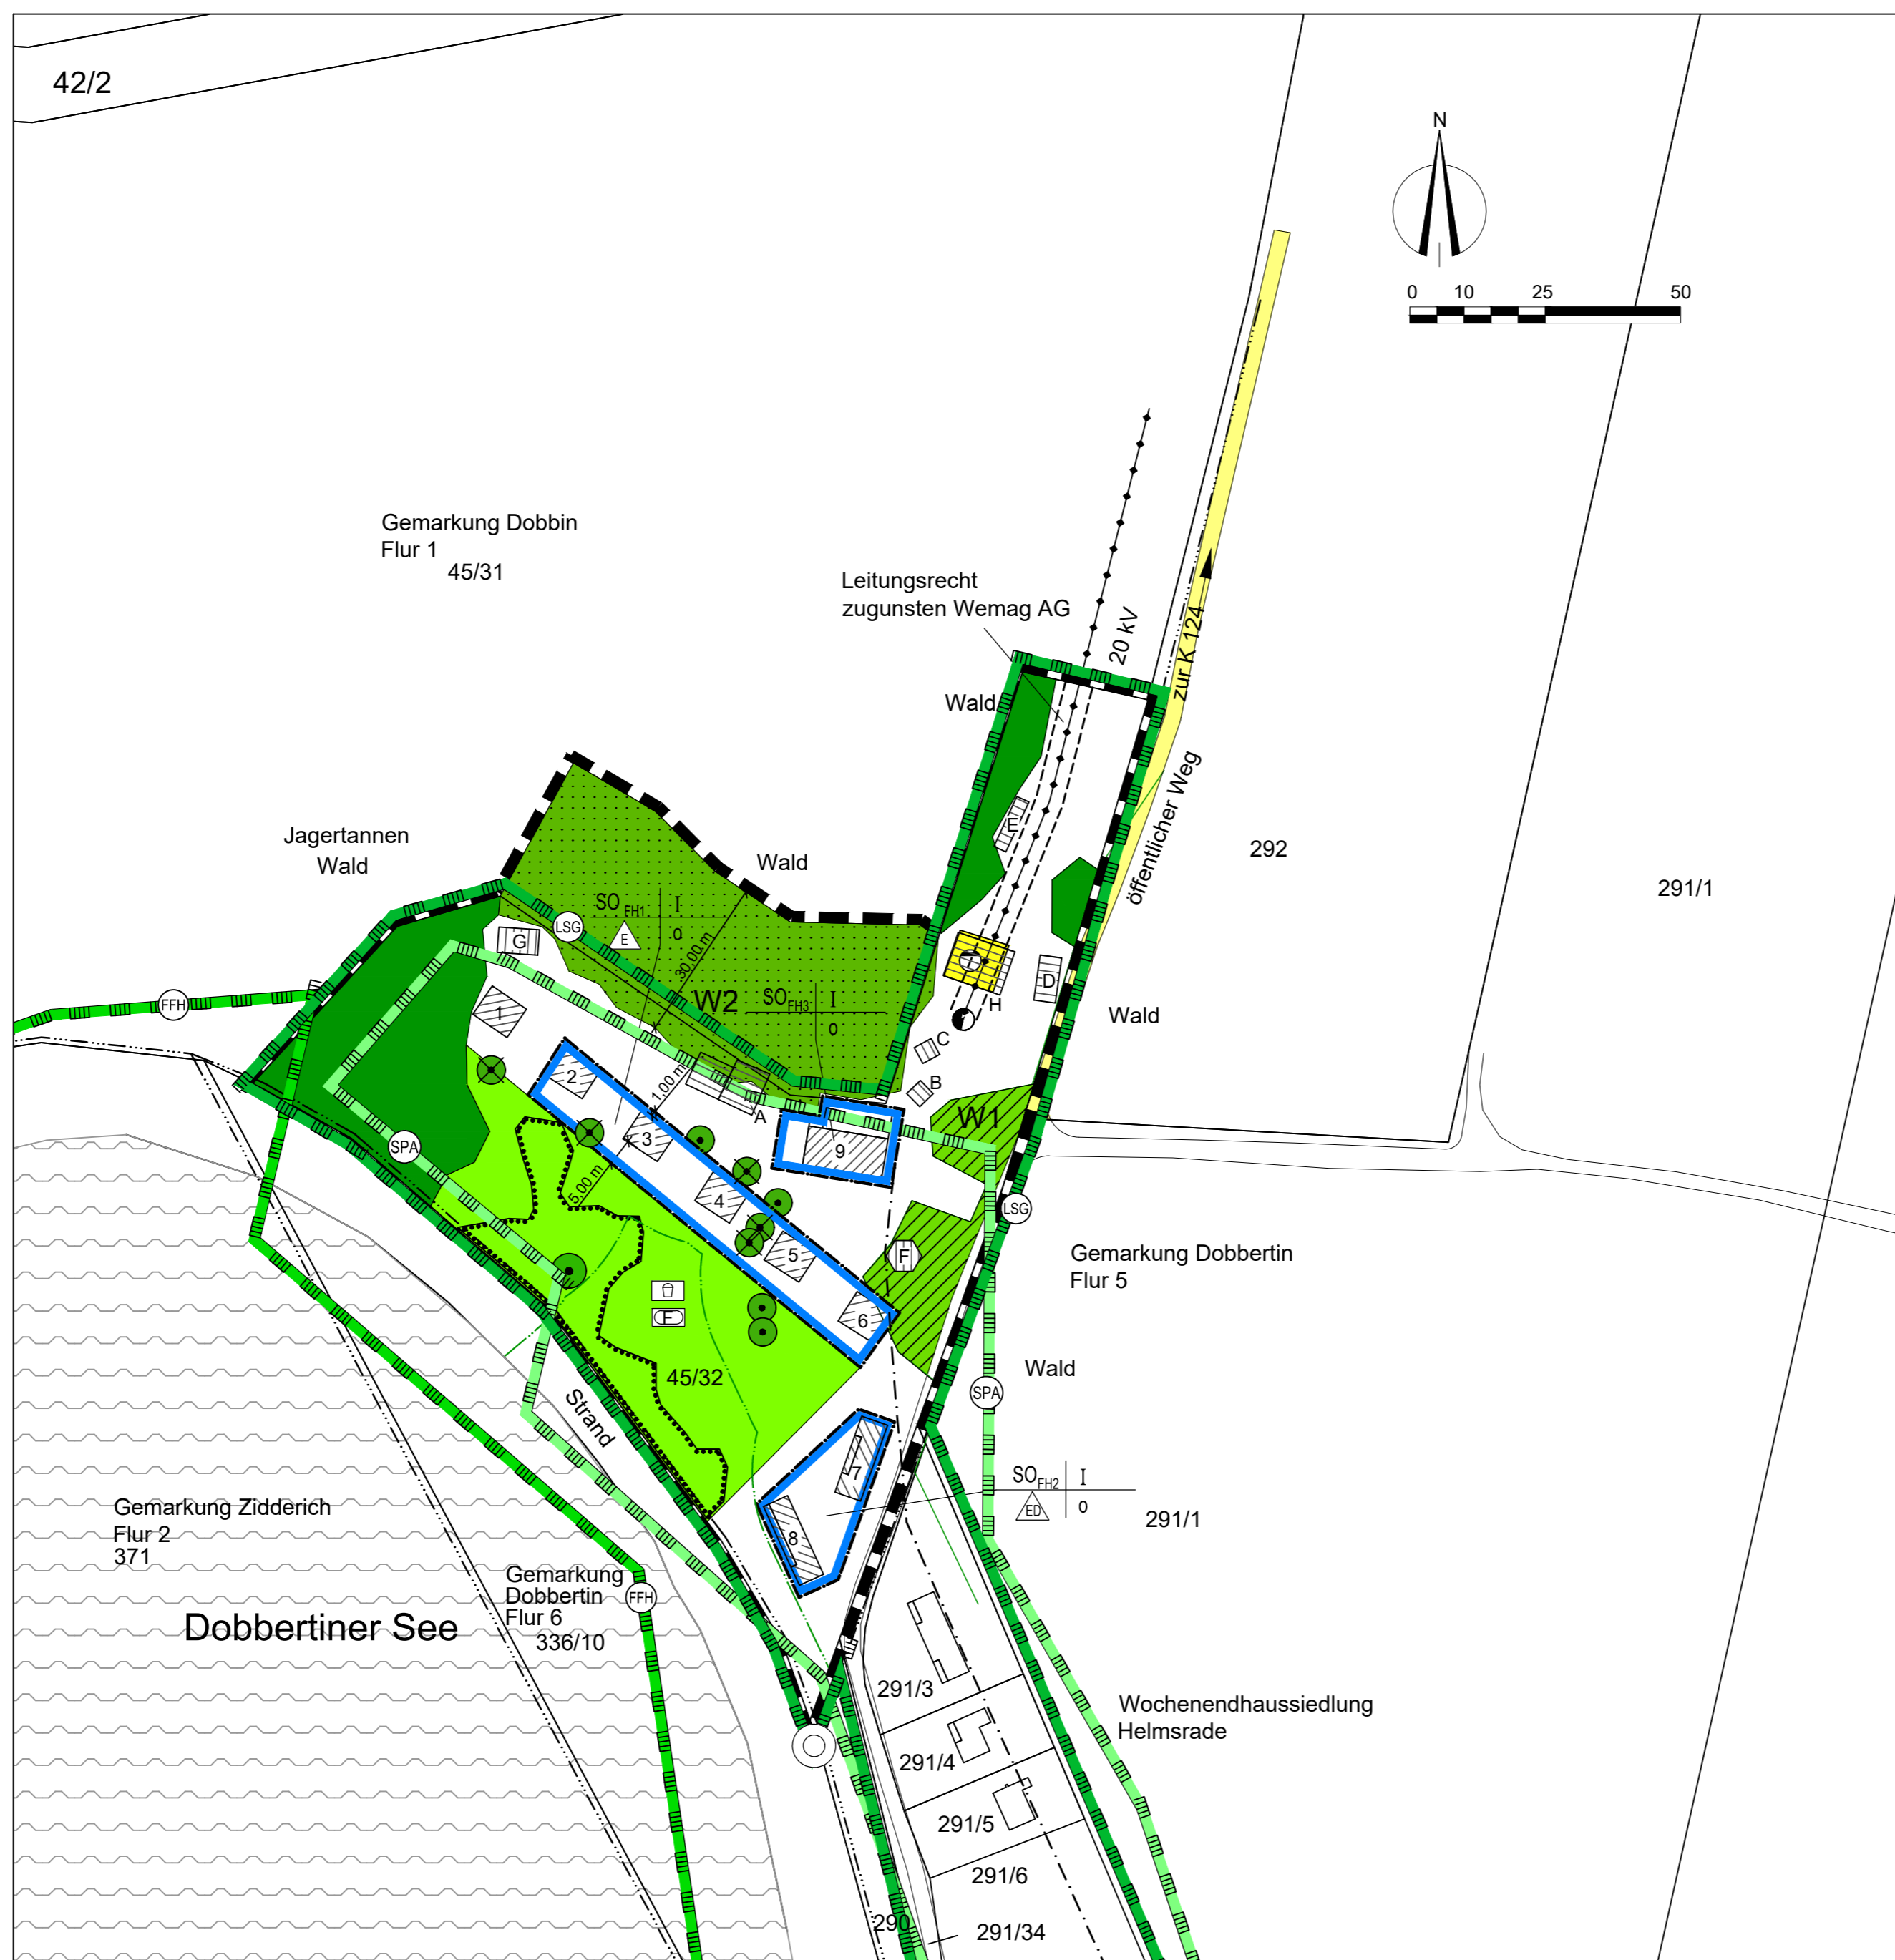 42/2
N
0 10 25 50
Gemarkung Dobbin
Flur 1
45/31
Leitungsrecht
zugunsten Wemag AG
20 kV
zur K 124
Wald
öffentlicher Weg
Jagertannen
Wald
Wald
292
291/1
SO FH1 I
E o
LSG
G
30,00 m
E
W2
SO FH3 I
o
FFH
1
D
H
Wald
C
B
A
2
1,00 m
3
W1
9
SPA
5,00 m
4
LSG
5
F
Gemarkung Dobbertin
Flur 5
6
F
45/32
Wald
SPA
Strand
SO FH2 I
ED o
7
291/1
8
Gemarkung Zidderich
Flur 2
371
Gemarkung
Dobbertin
Flur 6
336/10
FFH
Dobbertiner See
291/3
Wochenendhaussiedlung
Helmsrade
291/4
291/5
291/6
290
291/34